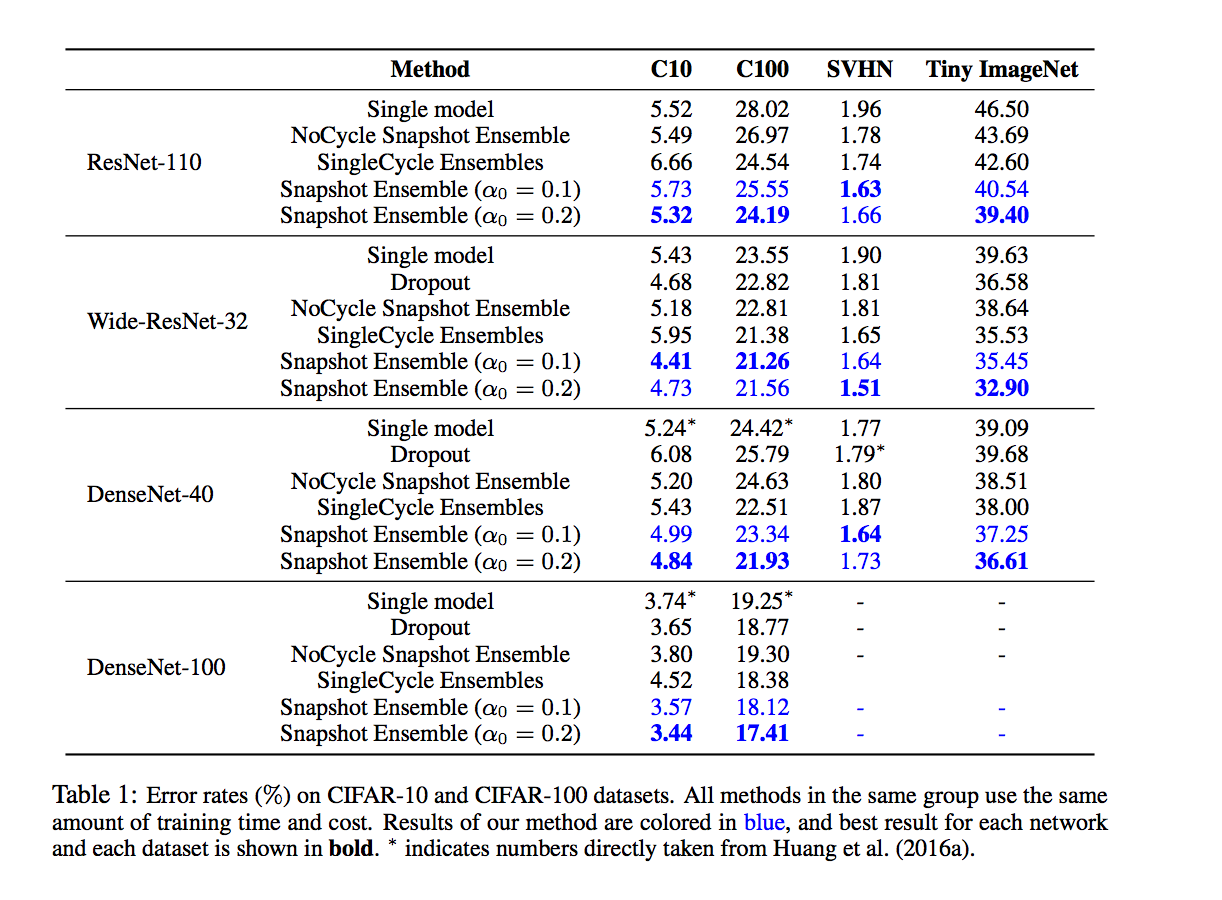 Method C10 C100 SVHN Tiny ImageNet
Single model 5.52 28.02 1.96 46.50
NoCycle Snapshot Ensemble 5.49 26.97 1.78 43.69
ResNet-110 SingleCycle Ensembles 6.66 24.54 1.74 42.60
Snapshot Ensemble (α₀ = 0.1) 5.73 25.55 1.63 40.54
Snapshot Ensemble (α₀ = 0.2) 5.32 24.19 1.66 39.40
Single model 5.43 23.55 1.90 39.63
Dropout 4.68 22.82 1.81 36.58
NoCycle Snapshot Ensemble 5.18 22.81 1.81 38.64
Wide-ResNet-32
SingleCycle Ensembles 5.95 21.38 1.65 35.53
Snapshot Ensemble (α₀ = 0.1) 4.41 21.26 1.64 35.45
Snapshot Ensemble (α₀ = 0.2) 4.73 21.56 1.51 32.90
Single model 5.24* 24.42* 1.77 39.09
Dropout 6.08 25.79 1.79* 39.68
NoCycle Snapshot Ensemble 5.20 24.63 1.80 38.51
DenseNet-40
SingleCycle Ensembles 5.43 22.51 1.87 38.00
Snapshot Ensemble (α₀ = 0.1) 4.99 23.34 1.64 37.25
Snapshot Ensemble (α₀ = 0.2) 4.84 21.93 1.73 36.61
Single model 3.74* 19.25* - -
Dropout 3.65 18.77 - -
NoCycle Snapshot Ensemble 3.80 19.30 - -
DenseNet-100
SingleCycle Ensembles 4.52 18.38
Snapshot Ensemble (α₀ = 0.1) 3.57 18.12 - -
Snapshot Ensemble (α₀ = 0.2) 3.44 17.41 - -
Table 1: Error rates (%) on CIFAR-10 and CIFAR-100 datasets. All methods in the same group use the same
amount of training time and cost. Results of our method are colored in blue, and best result for each network
and each dataset is shown in bold. * indicates numbers directly taken from Huang et al. (2016a).